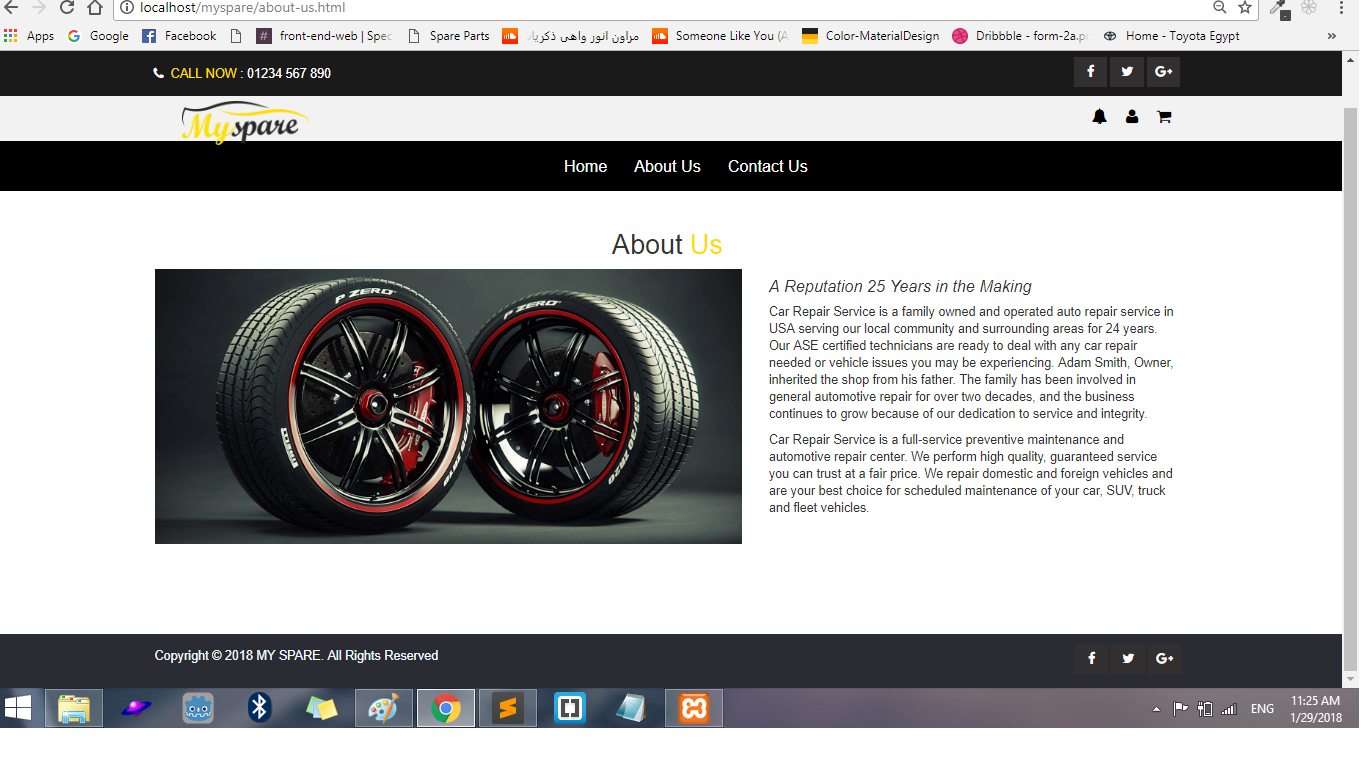 localhost/myspare/about-us.html
Apps Google Facebook front-end-web | Spec Spare Parts مراون انور واهى ذكريات Someone Like You (A Color-MaterialDesign Dribbble - form-2a.p Home - Toyota Egypt »
CALL NOW : 01234 567 890
G+
Myspare
Home About Us Contact Us
About Us
P ZERO
P ZERO
PIRELLI
A Reputation 25 Years in the Making
Car Repair Service is a family owned and operated auto repair service in
USA serving our local community and surrounding areas for 24 years.
Our ASE certified technicians are ready to deal with any car repair
needed or vehicle issues you may be experiencing. Adam Smith, Owner,
inherited the shop from his father. The family has been involved in
general automotive repair for over two decades, and the business
continues to grow because of our dedication to service and integrity.
Car Repair Service is a full-service preventive maintenance and
automotive repair center. We perform high quality, guaranteed service
you can trust at a fair price. We repair domestic and foreign vehicles and
are your best choice for scheduled maintenance of your car, SUV, truck
and fleet vehicles.
Copyright © 2018 MY SPARE. All Rights Reserved
G+
ENG
11:25 AM
1/29/2018